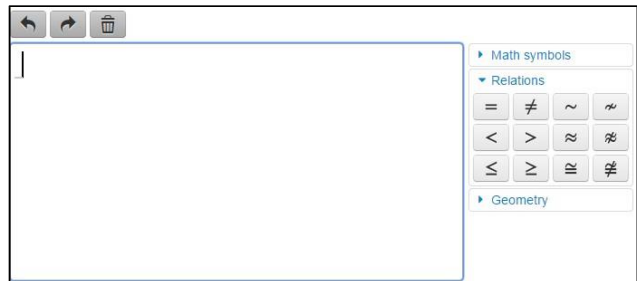 Math symbols
Relations
= ≠ ~ ≁
< > ≈ ≉
≤ ≥ ≅ ≇
Geometry